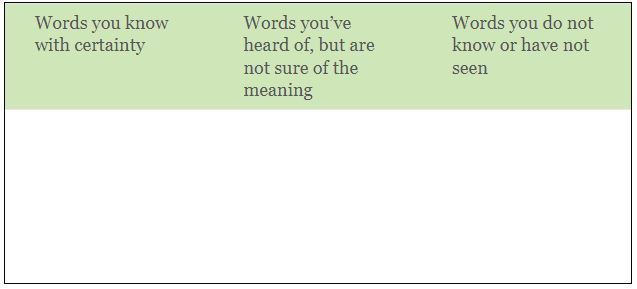 Words you know
with certainty
Words you’ve
heard of, but are
not sure of the
meaning
Words you do not
know or have not
seen